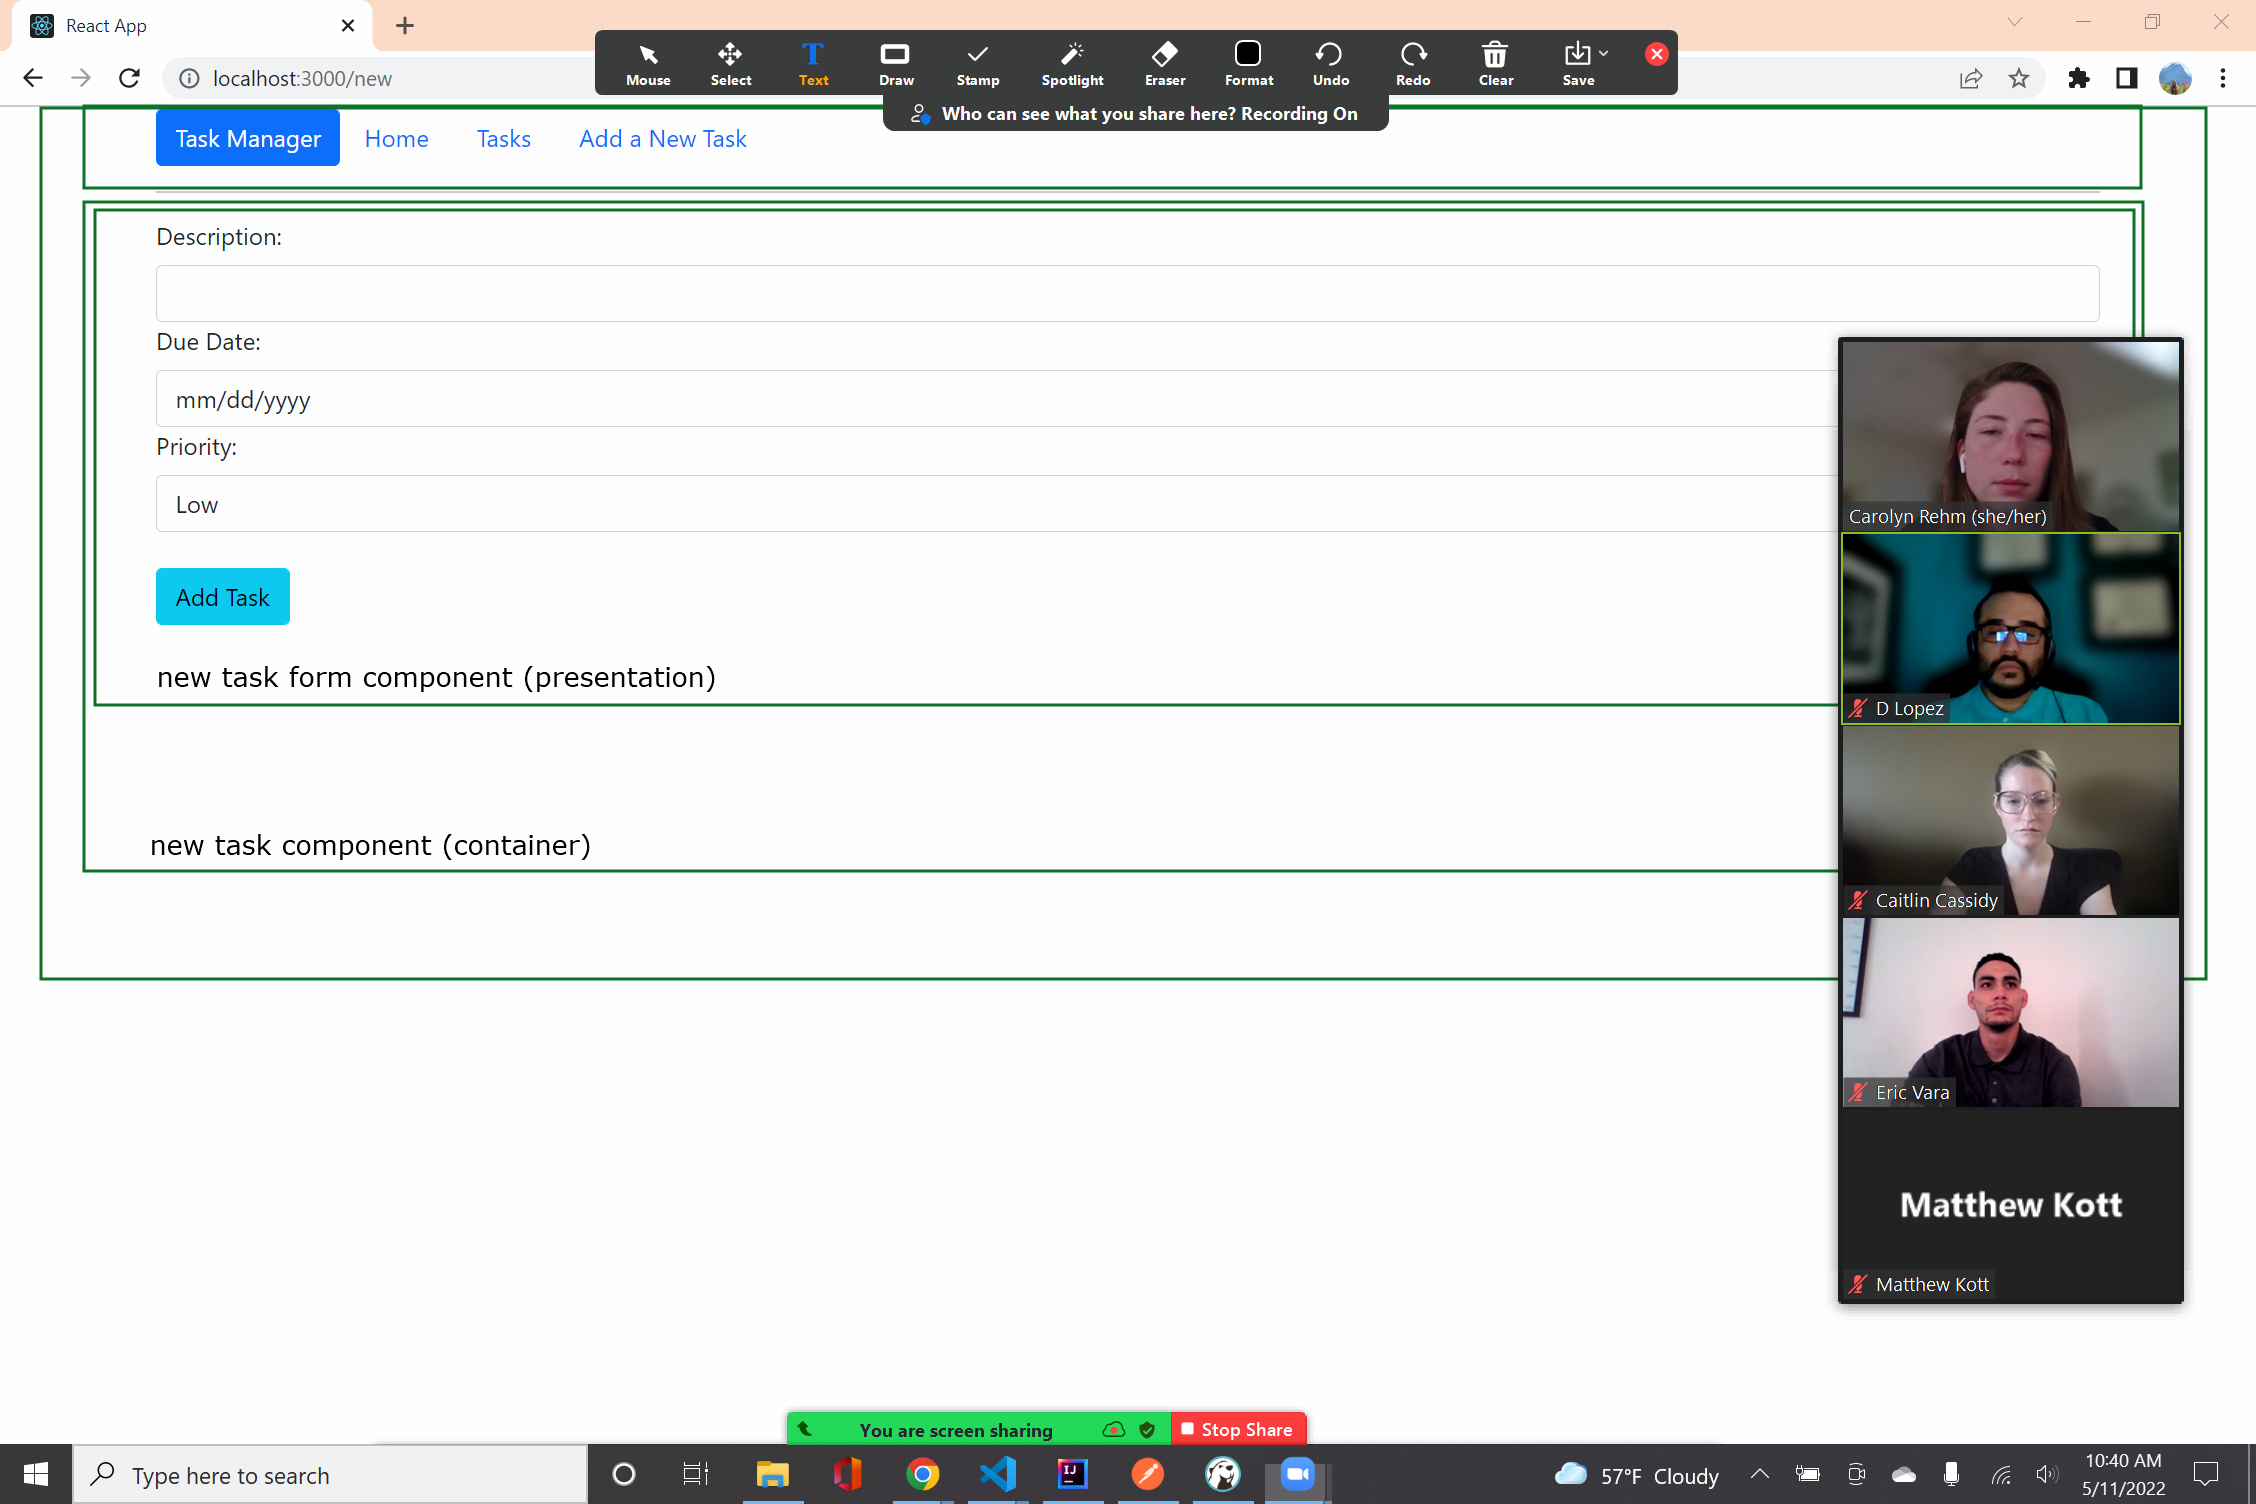 React App
localhost:3000/new
Mouse Select Text Draw Stamp Spotlight Eraser Format Undo Redo Clear Save
Who can see what you share here? Recording On
Task Manager Home Tasks Add a New Task
Description:
Due Date:
mm/dd/yyyy
Priority:
Low
Add Task
new task form component (presentation)
new task component (container)
Carolyn Rehm (she/her)
D Lopez
Caitlin Cassidy
Eric Vara
Matthew Kott
Matthew Kott
You are screen sharing Stop Share
Type here to search
IJ
57°F Cloudy
10:40 AM
5/11/2022